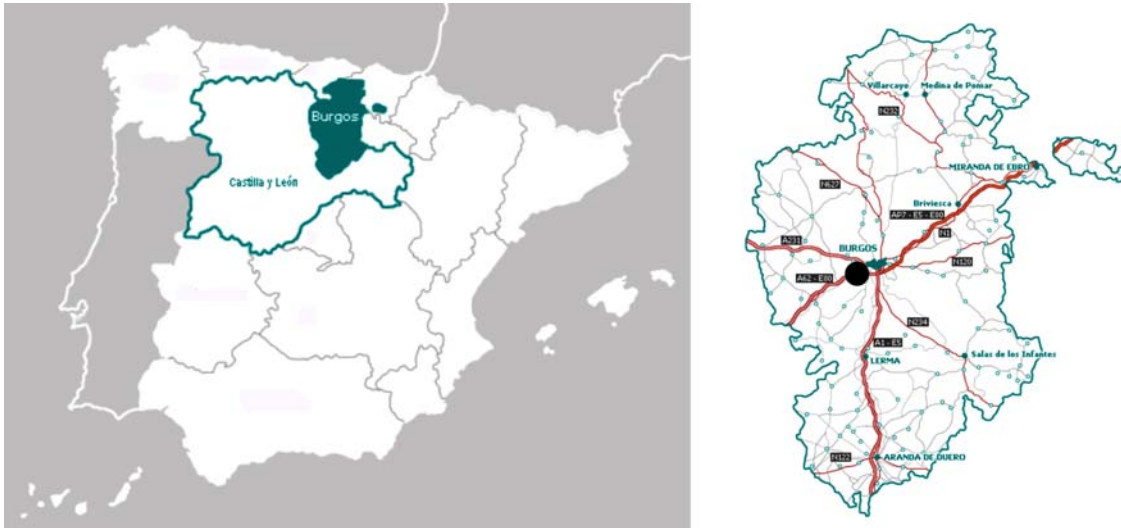 Burgos
Castilla y León
Villarcayo
Medina de Pomar
N232
MIRANDA DE EBRO
N627
Briviesca
AP7 - E5 - E80
N1
A231
BURGOS
N120
A62 - E80
N234
A1 - E5
LERMA
Salas de los Infantes
N122
ARANDA DE DUERO